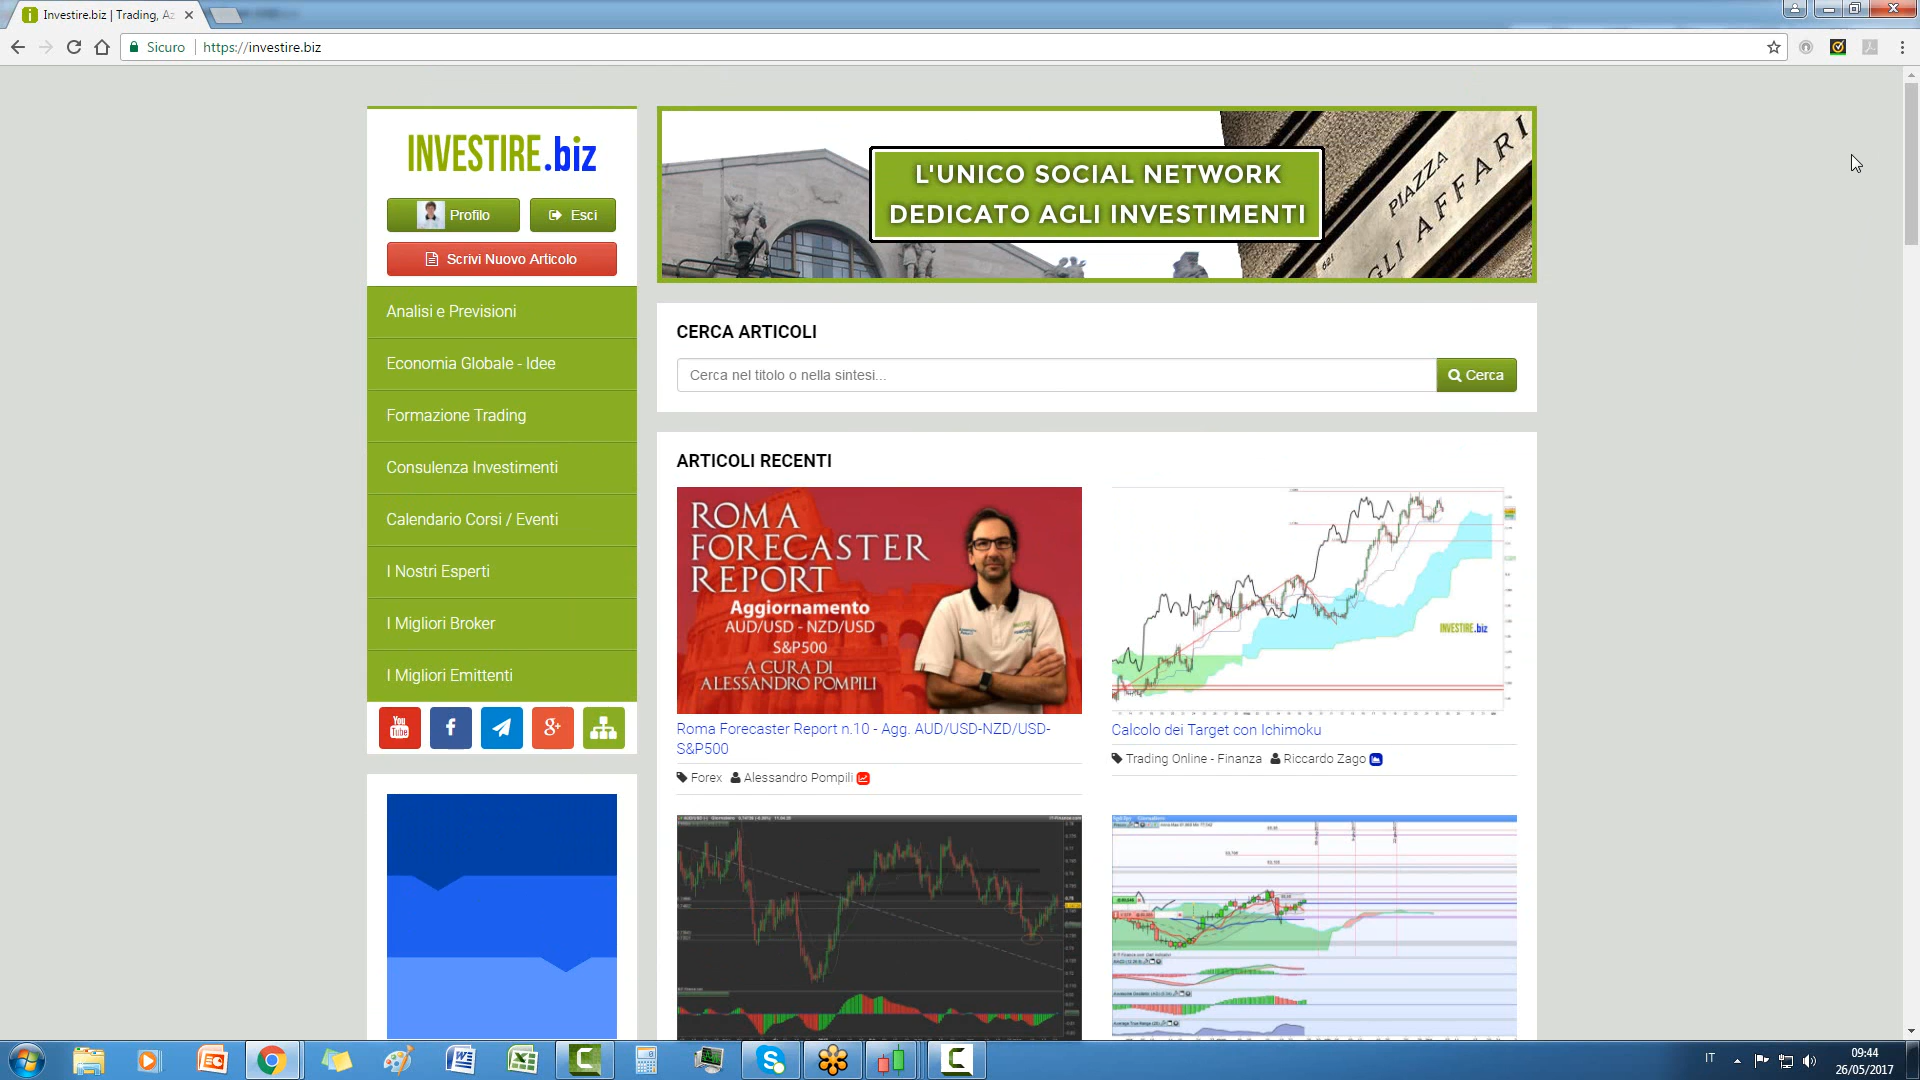 Investire.biz | Trading, Az
Sicuro
https://investire.biz
INVESTIRE.biz
Profilo
Esci
Scrivi Nuovo Articolo
Analisi e Previsioni
Economia Globale - Idee
Formazione Trading
Consulenza Investimenti
Calendario Corsi / Eventi
I Nostri Esperti
I Migliori Broker
I Migliori Emittenti
You
Tube
f
g+
L'UNICO SOCIAL NETWORK
DEDICATO AGLI INVESTIMENTI
PIAZZA
GLI AFFARI
621
CERCA ARTICOLI
Cerca nel titolo o nella sintesi...
Cerca
ARTICOLI RECENTI
ROMA
FORECASTER
REPORT
Aggiornamento
AUD/USD - NZD/USD
S&P500
A CURA DI
ALESSANDRO POMPILI
INVESTIRE.biz
Roma Forecaster Report n.10 - Agg. AUD/USD-NZD/USD-
S&P500
Forex
Alessandro Pompili
Calcolo dei Target con Ichimoku
Trading Online - Finanza
Riccardo Zago
IT
09:44
26/05/2017